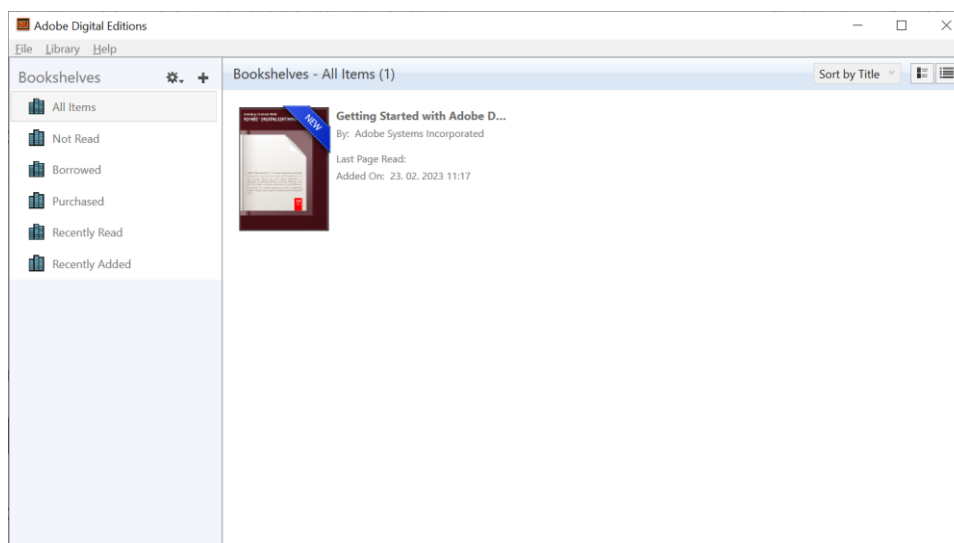 Adobe Digital Editions
File Library Help
Bookshelves
All Items
Not Read
Borrowed
Purchased
Recently Read
Recently Added
Bookshelves - All Items (1)
Sort by Title
NEW
Getting Started with Adobe D...
By: Adobe Systems Incorporated
Last Page Read:
Added On: 23. 02. 2023 11:17